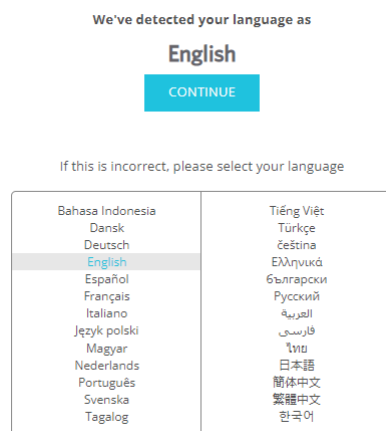 We've detected your language as
English
CONTINUE
If this is incorrect, please select your language
Bahasa Indonesia
Dansk
Deutsch
English
Español
Français
Italiano
Język polski
Magyar
Nederlands
Português
Svenska
Tagalog
Tiếng Việt
Türkçe
čeština
Ελληνικά
български
Русский
العربية
فارسی
ไทย
日本語
简体中文
繁體中文
한국어